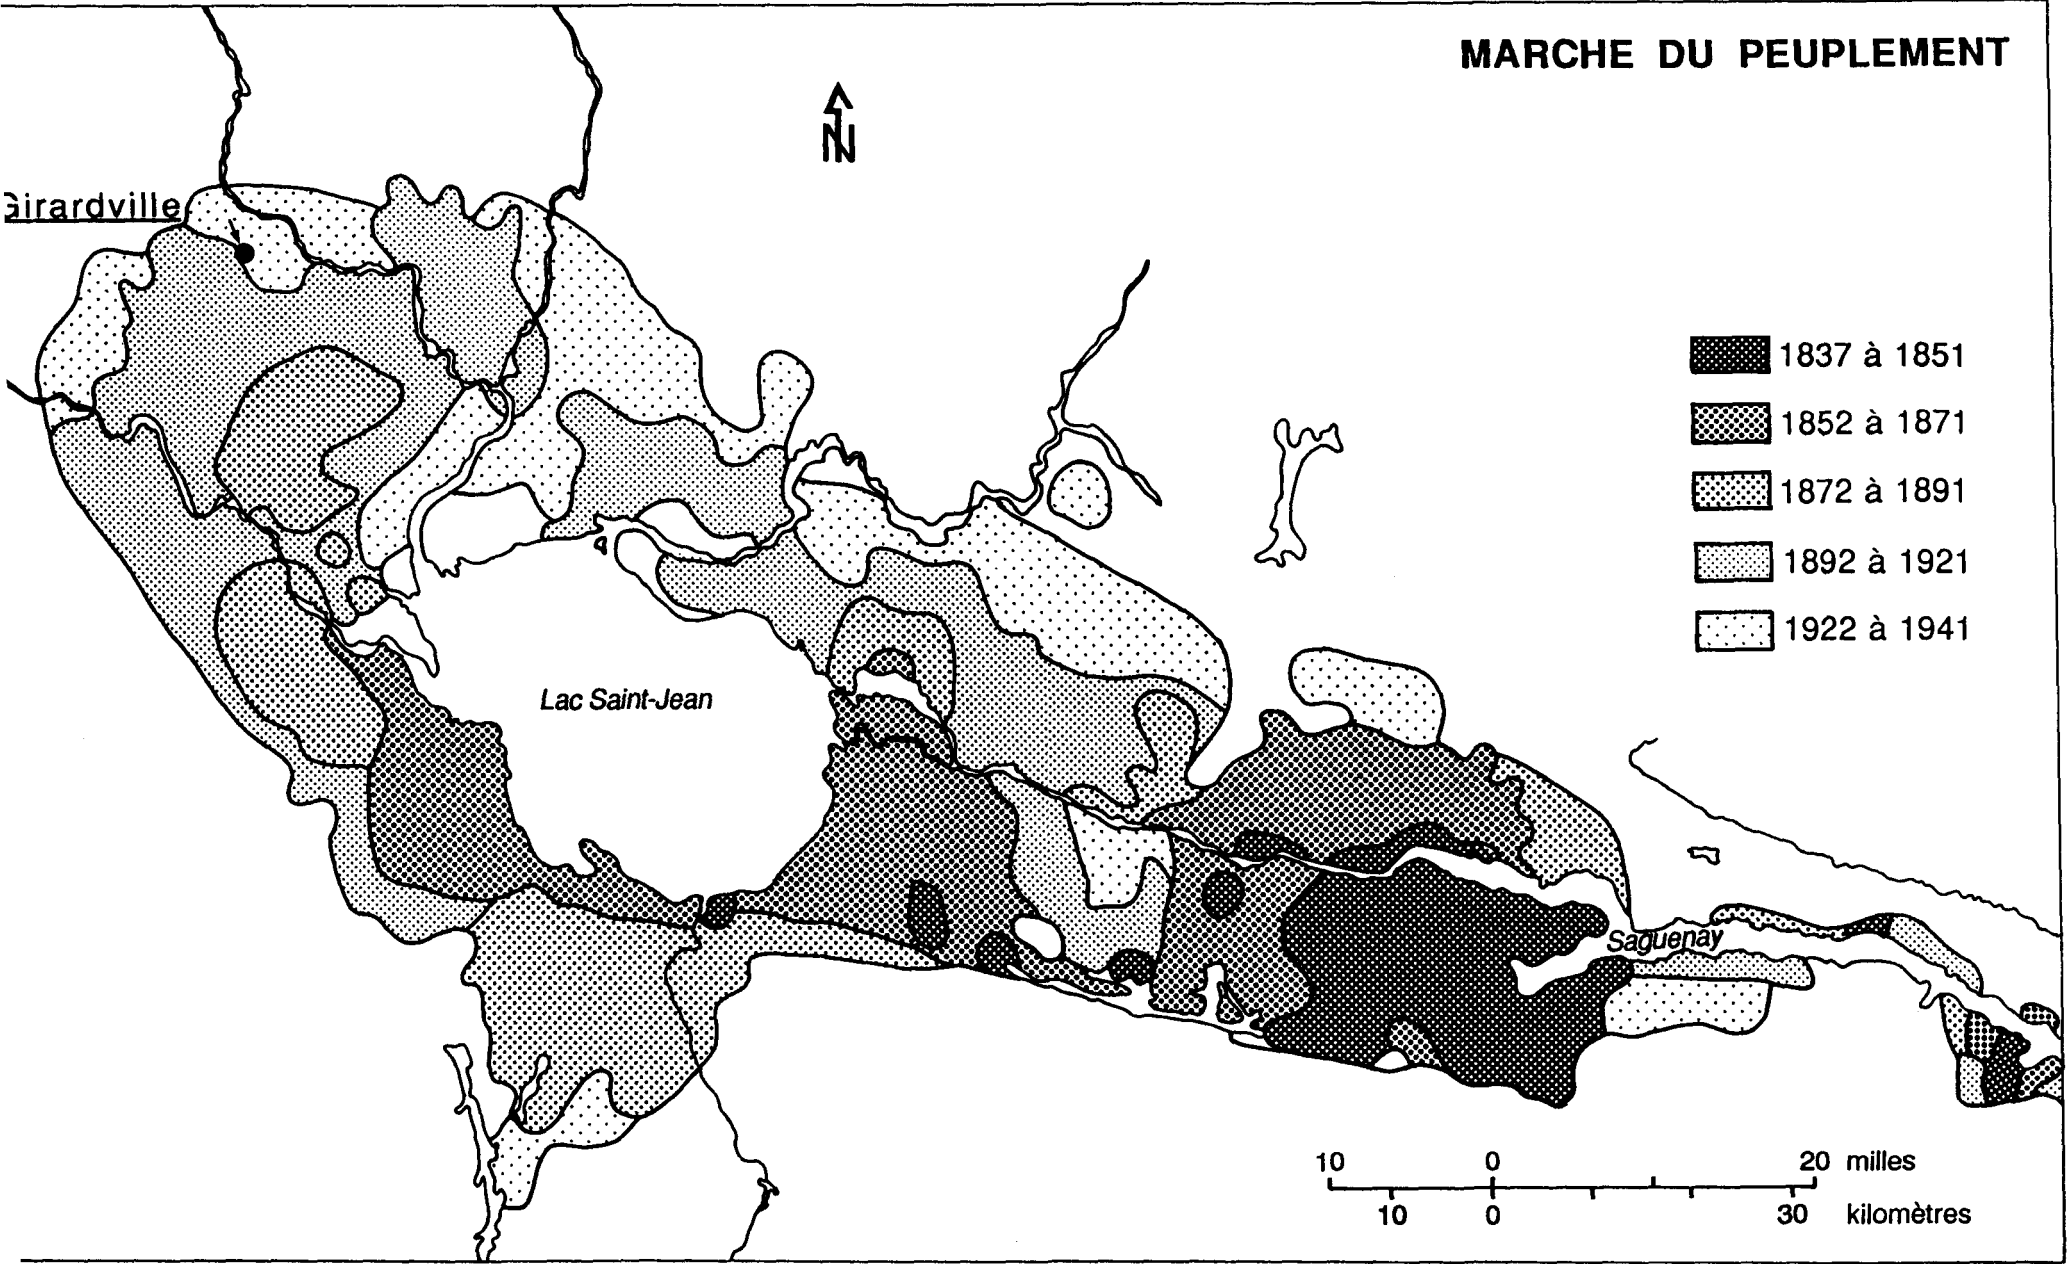 MARCHE DU PEUPLEMENT
N
Girardville
1837 à 1851
1852 à 1871
1872 à 1891
1892 à 1921
1922 à 1941
Lac Saint-Jean
Saguenay
10 0 20 milles
10 0 30 kilomètres